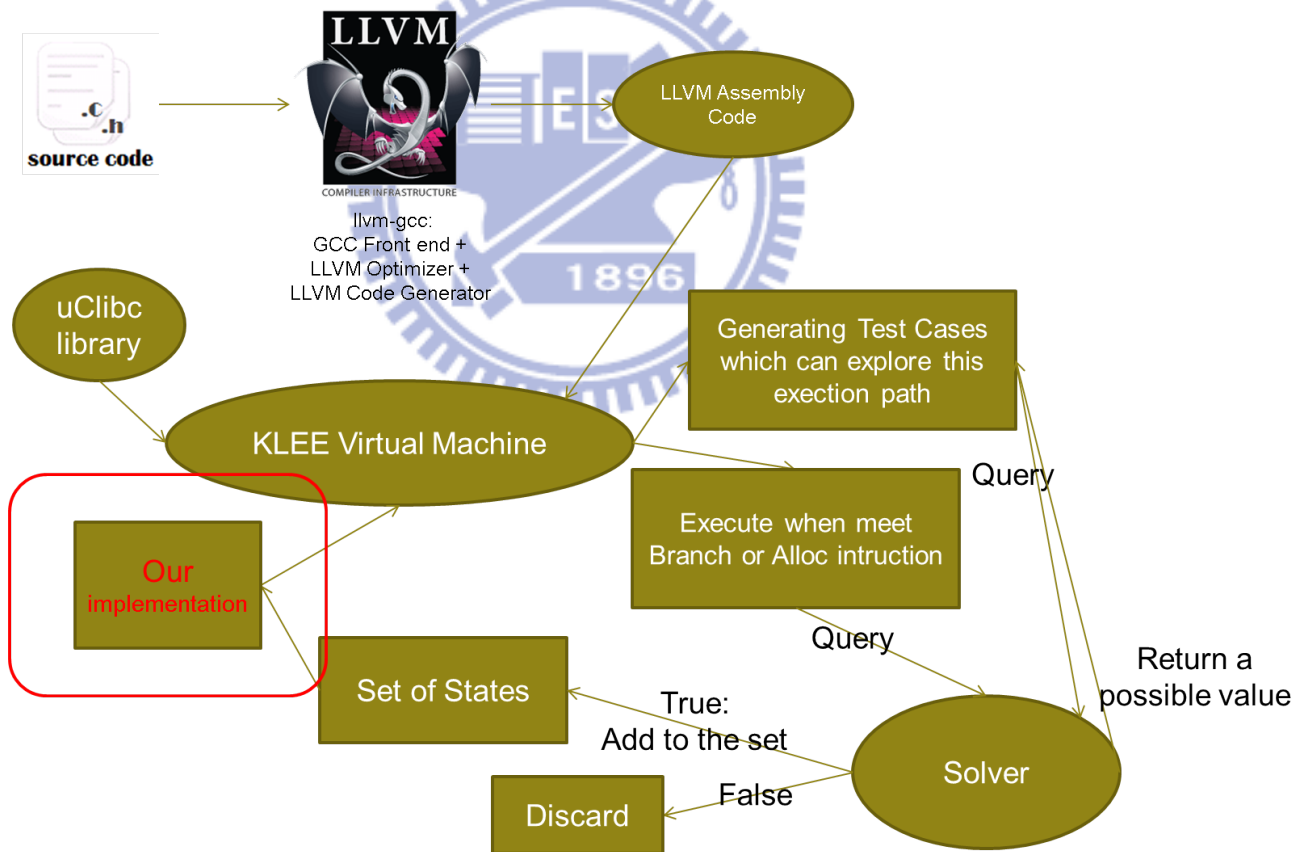 .c
.h
source code
LLVM
COMPILER INFRASTRUCTURE
llvm-gcc:
GCC Front end +
LLVM Optimizer +
LLVM Code Generator
LLVM Assembly
Code
ES
1896
uClibc
library
KLEE Virtual Machine
Generating Test Cases
which can explore this
exection path
Query
Execute when meet
Branch or Alloc intruction
Our
implementation
Query
Set of States
True:
Add to the set
Return a
possible value
Solver
False
Discard